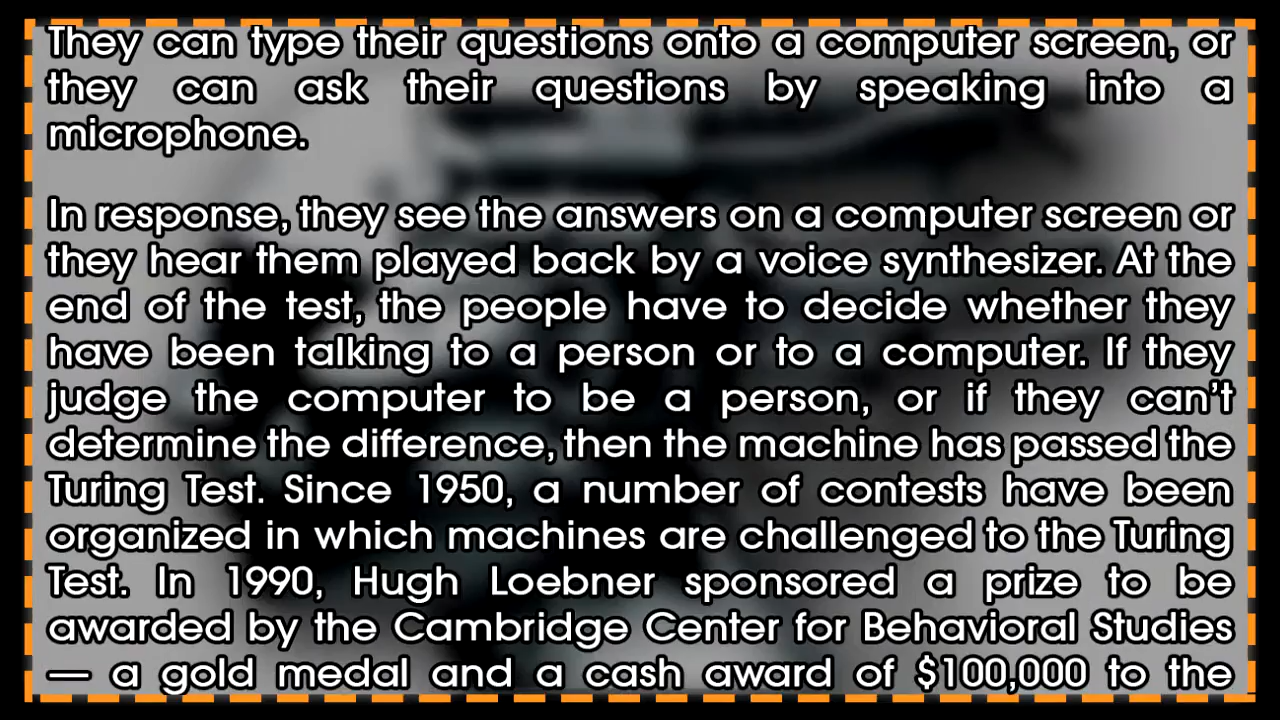 They can type their questions onto a computer screen, or
they can ask their questions by speaking into a
microphone.
In response, they see the answers on a computer screen or
they hear them played back by a voice synthesizer. At the
end of the test, the people have to decide whether they
have been talking to a person or to a computer. If they
judge the computer to be a person, or if they can’t
determine the difference, then the machine has passed the
Turing Test. Since 1950, a number of contests have been
organized in which machines are challenged to the Turing
Test. In 1990, Hugh Loebner sponsored a prize to be
awarded by the Cambridge Center for Behavioral Studies
— a gold medal and a cash award of $100,000 to the